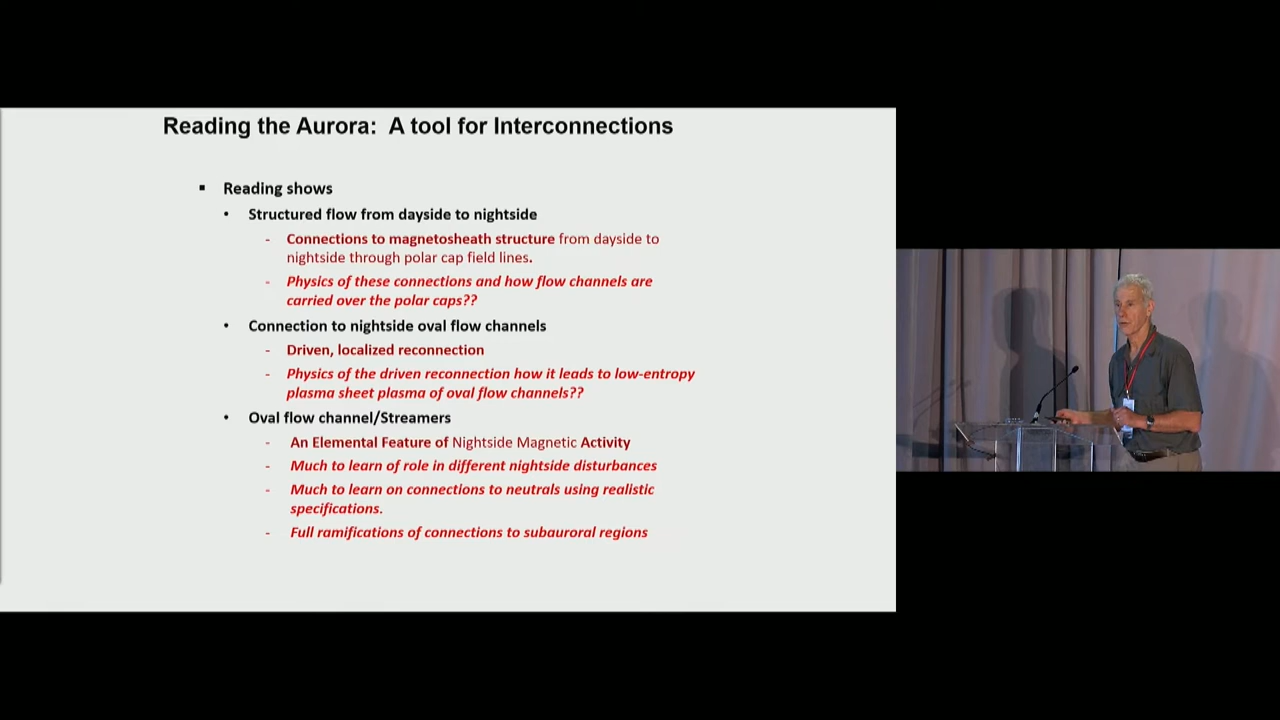 Reading the Aurora: A tool for Interconnections
▪ Reading shows
• Structured flow from dayside to nightside
- Connections to magnetosheath structure from dayside to
nightside through polar cap field lines.
- Physics of these connections and how flow channels are
carried over the polar caps??
• Connection to nightside oval flow channels
- Driven, localized reconnection
- Physics of the driven reconnection how it leads to low-entropy
plasma sheet plasma of oval flow channels??
• Oval flow channel/Streamers
- An Elemental Feature of Nightside Magnetic Activity
- Much to learn of role in different nightside disturbances
- Much to learn on connections to neutrals using realistic
specifications.
- Full ramifications of connections to subauroral regions